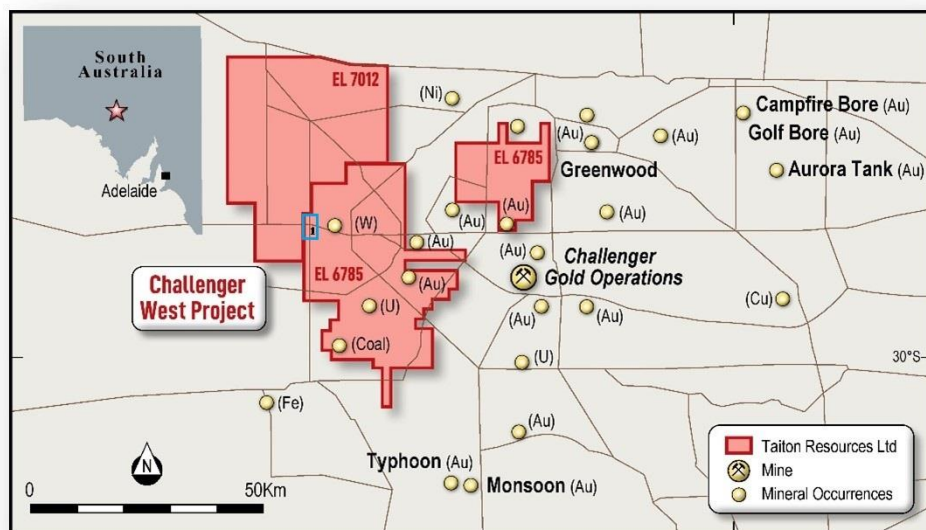 South
Australia
Adelaide
EL 7012
(Ni)
(Au)
EL 6785
(Au)
Campfire Bore (Au)
Golf Bore (Au)
Greenwood
Aurora Tank (Au)
1
(W)
(Au)
(Au)
(Au)
(Au)
(Au)
Challenger
Gold Operations
EL 6785
(Au)
Challenger
West Project
(U)
(Au)
(Au)
(Cu)
(Coal)
(U)
30°S
(Fe)
(Au)
Typhoon (Au)
Monsoon (Au)
N
0
50Km
Taiton Resources Ltd
Mine
Mineral Occurrences